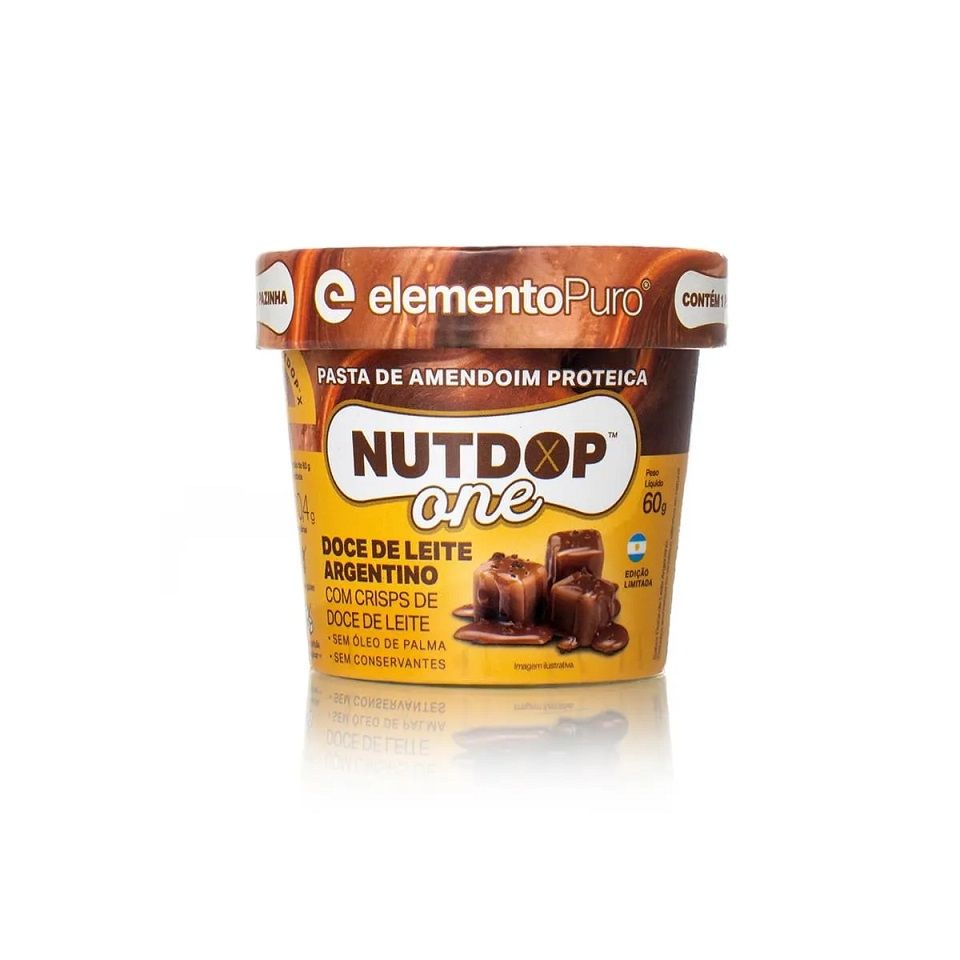 PAZINHA
e elementoPuro®
CONTÉM 1
PASTA DE AMENDOIM PROTEICA
NUTDOP™
one
DOCE DE LEITE
ARGENTINO
COM CRISPS DE
DOCE DE LEITE
• SEM ÓLEO DE PALMA
• SEM CONSERVANTES
Peso
Líquido
60g
EDIÇÃO
LIMITADA
Imagem ilustrativa